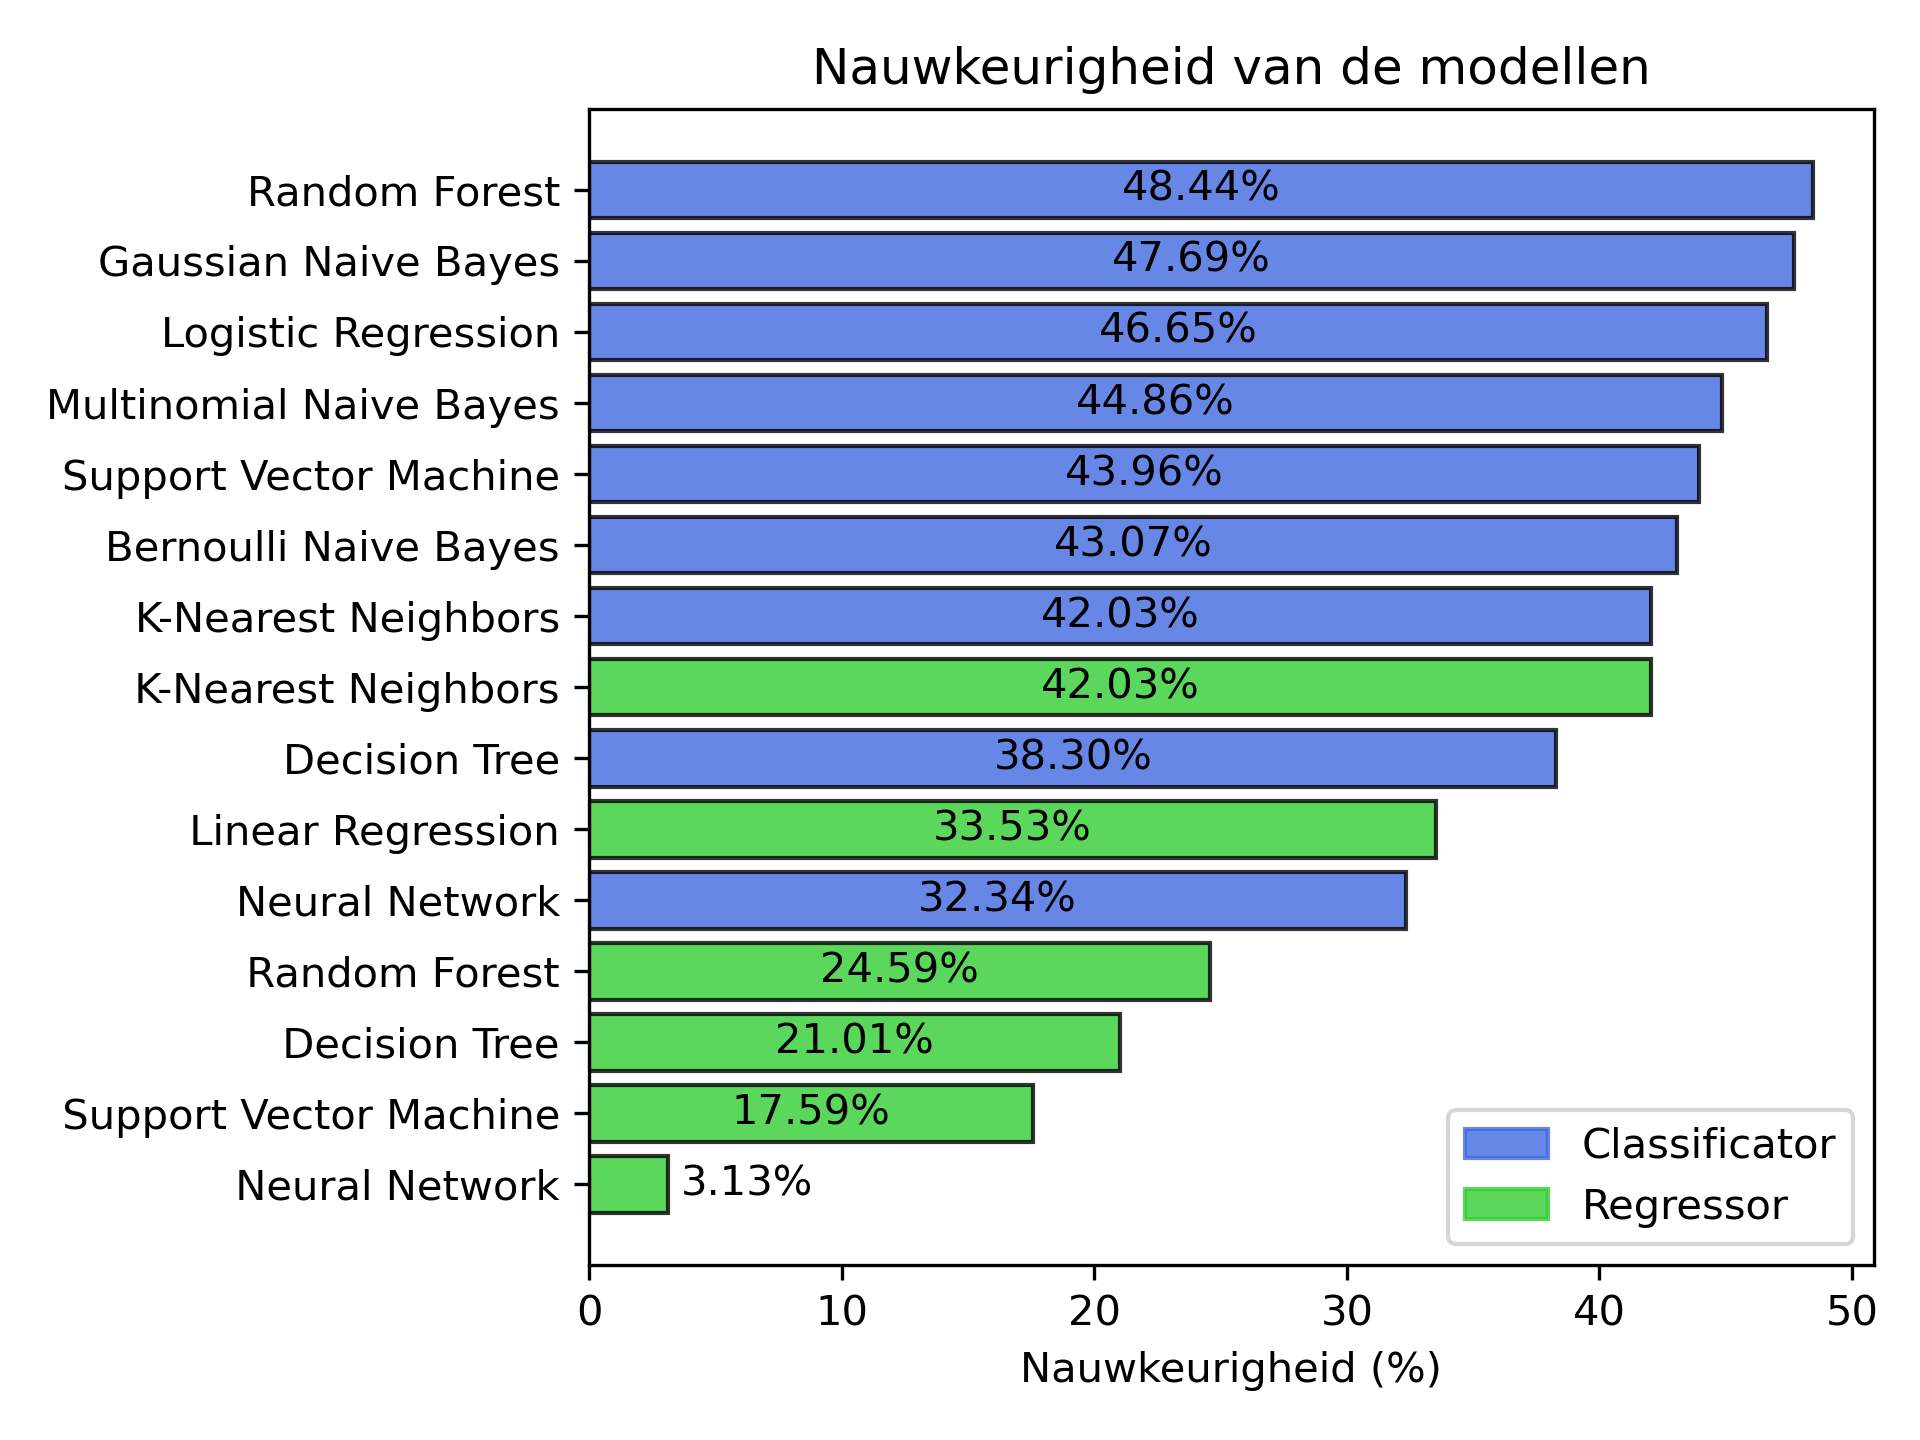 Nauwkeurigheid van de modellen
Random Forest 48.44%
Gaussian Naive Bayes 47.69%
Logistic Regression 46.65%
Multinomial Naive Bayes 44.86%
Support Vector Machine 43.96%
Bernoulli Naive Bayes 43.07%
K-Nearest Neighbors 42.03%
K-Nearest Neighbors 42.03%
Decision Tree 38.30%
Linear Regression 33.53%
Neural Network 32.34%
Random Forest 24.59%
Decision Tree 21.01%
Support Vector Machine 17.59%
Neural Network 3.13%
Classificator
Regressor
0 10 20 30 40 50
Nauwkeurigheid (%)